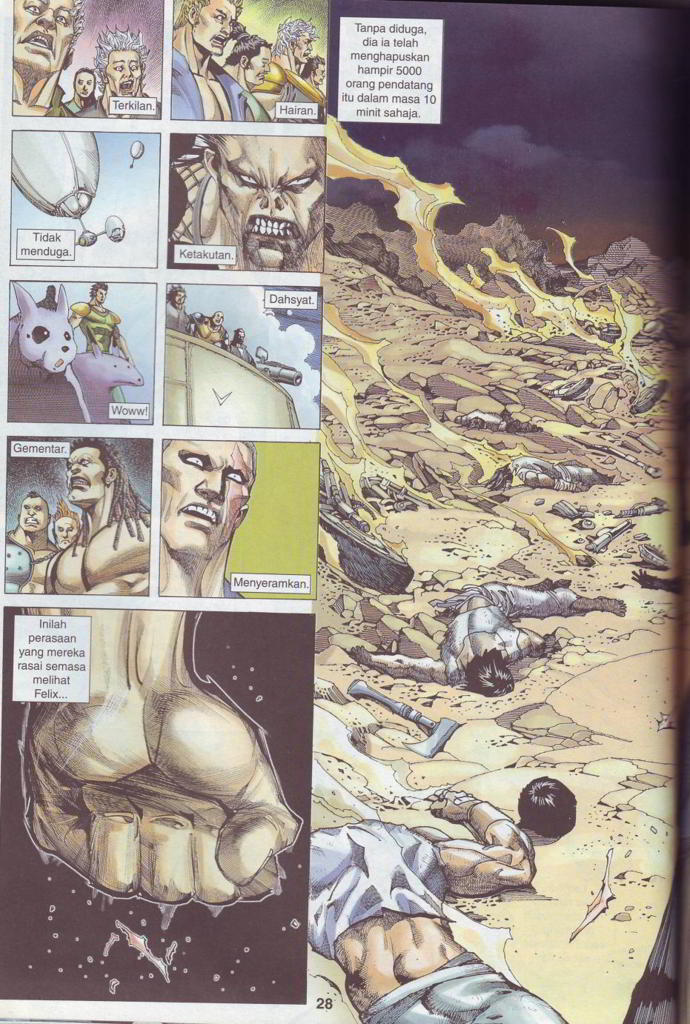 Terkilan.
Hairan.
Tidak
menduga.
Ketakutan.
Woww!
Dahsyat.
Gementar.
Menyeramkan.
Inilah
perasaan
yang mereka
rasai semasa
melihat
Felix...
Tanpa diduga,
dia ia telah
menghapuskan
hampir 5000
orang pendatang
itu dalam masa 10
minit sahaja.
28